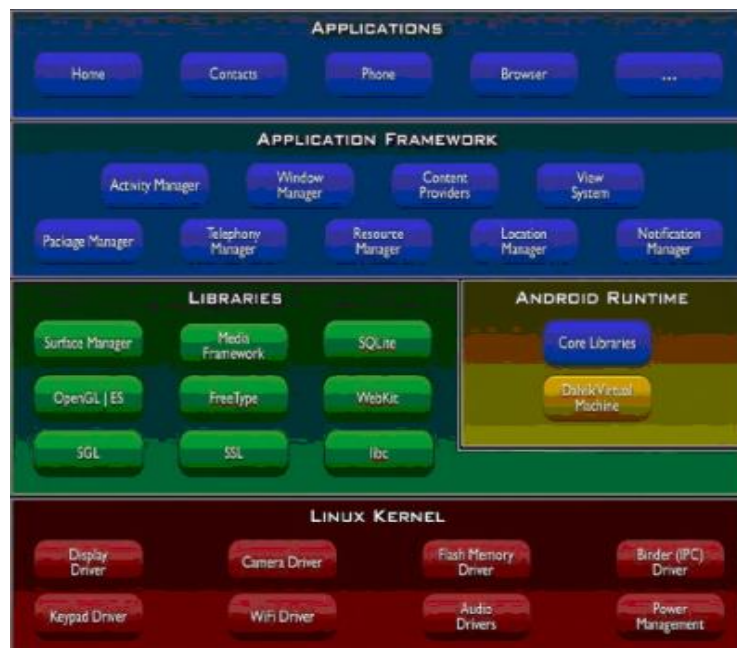 APPLICATIONS
Home
Contacts
Phone
Browser
...
APPLICATION FRAMEWORK
Activity Manager
Window
Manager
Content
Providers
View
System
Package Manager
Telephony
Manager
Resource
Manager
Location
Manager
Notification
Manager
LIBRARIES
Surface Manager
Media
Framework
SQLite
OpenGL | ES
FreeType
WebKit
SGL
SSL
libc
ANDROID RUNTIME
Core Libraries
Dalvik Virtual
Machine
LINUX KERNEL
Display
Driver
Camera Driver
Flash Memory
Driver
Binder (IPC)
Driver
Keypad Driver
WiFi Driver
Audio
Drivers
Power
Management